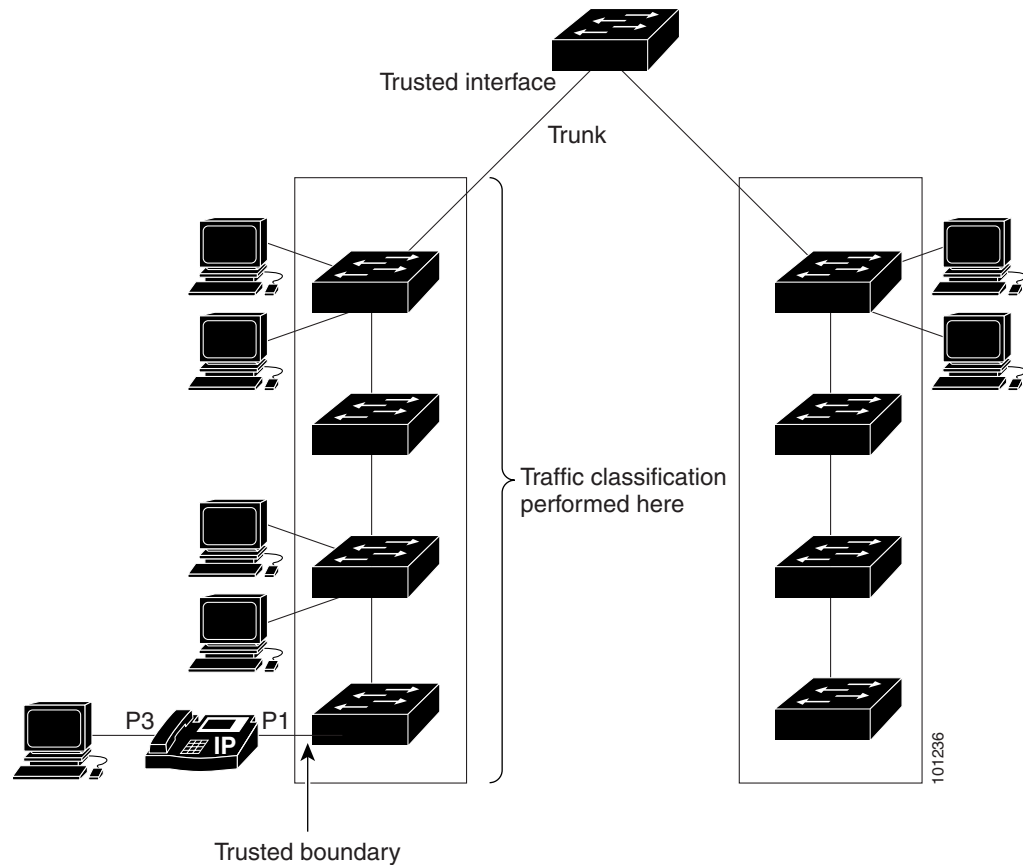 Trusted interface
Trunk
Traffic classification
performed here
P3
IP
P1
101236
Trusted boundary